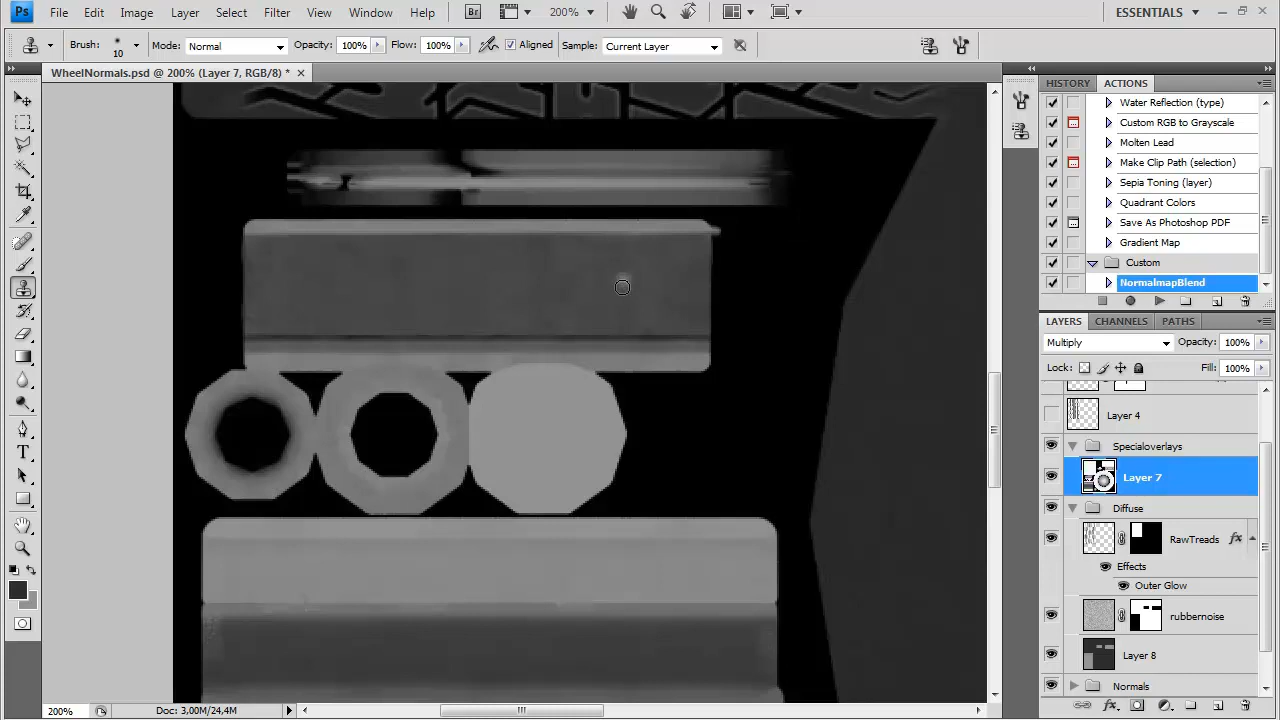 Ps File Edit Image Layer Select Filter View Window Help Br 200% ESSENTIALS
Brush: 10 Mode: Normal Opacity: 100% Flow: 100% Aligned Sample: Current Layer
WheelNormals.psd @ 200% (Layer 7, RGB/8) *
HISTORY ACTIONS
Water Reflection (type)
Custom RGB to Grayscale
Molten Lead
Make Clip Path (selection)
Sepia Toning (layer)
Quadrant Colors
Save As Photoshop PDF
Gradient Map
Custom
NormalmapBlend
LAYERS CHANNELS PATHS
Multiply Opacity: 100%
Lock: Fill: 100%
Layer 4
Specialoverlays
Layer 7
Diffuse
RawTreads fx
Effects
Outer Glow
rubbernoise
Layer 8
Normals
200% Doc: 3,00M/24,4M